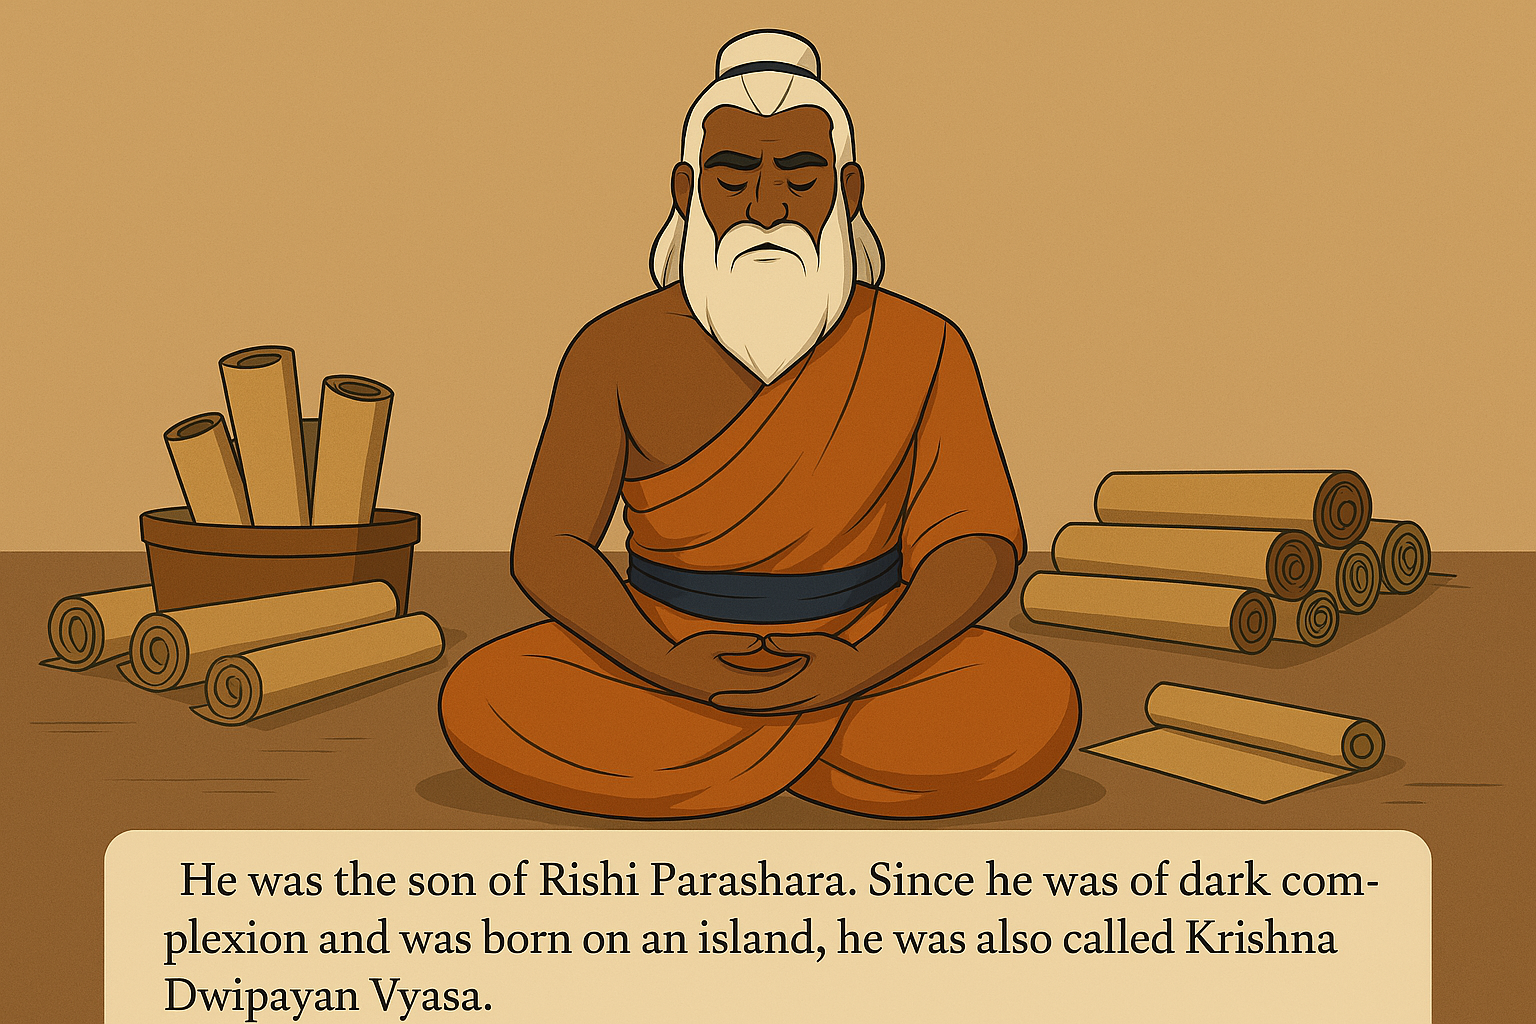 He was the son of Rishi Parashara. Since he was of dark com-
plexion and was born on an island, he was also called Krishna
Dwipayan Vyasa.